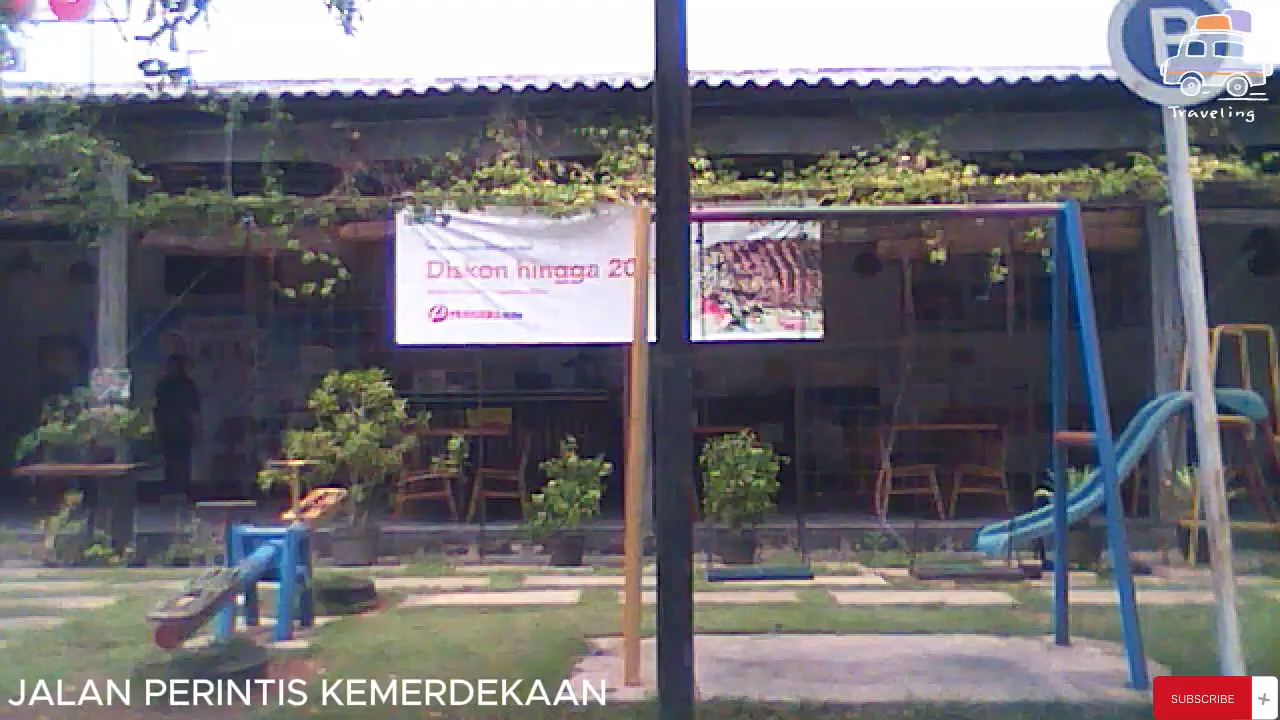 P
Traveling
Diskon hingga 20
JALAN PERINTIS KEMERDEKAAN
SUBSCRIBE